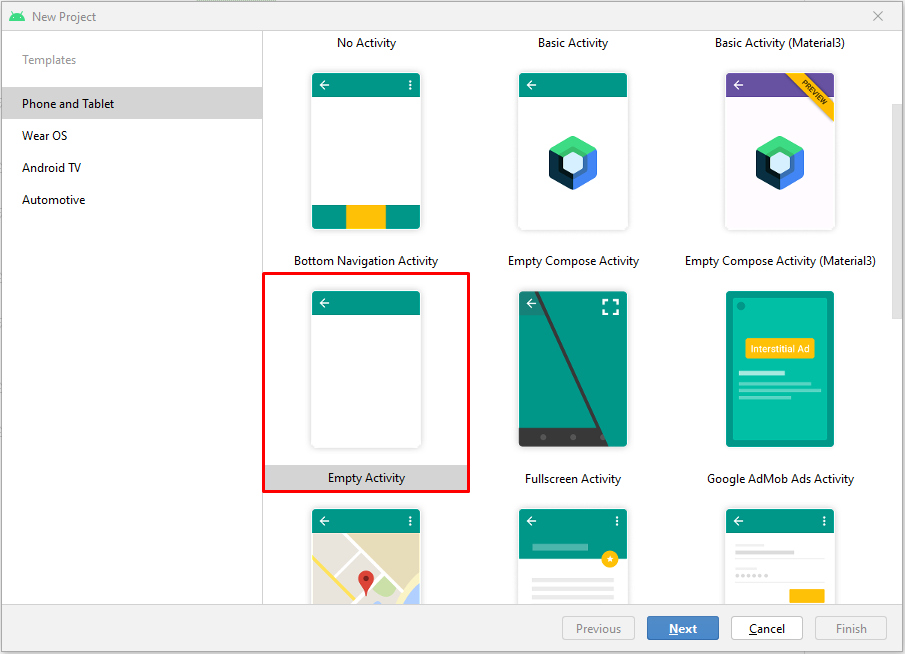 New Project
Templates
Phone and Tablet
Wear OS
Android TV
Automotive
No Activity
Basic Activity
Basic Activity (Material3)
PREVIEW
Bottom Navigation Activity
Empty Compose Activity
Empty Compose Activity (Material3)
Interstitial Ad
Empty Activity
Fullscreen Activity
Google AdMob Ads Activity
Previous
Next
Cancel
Finish